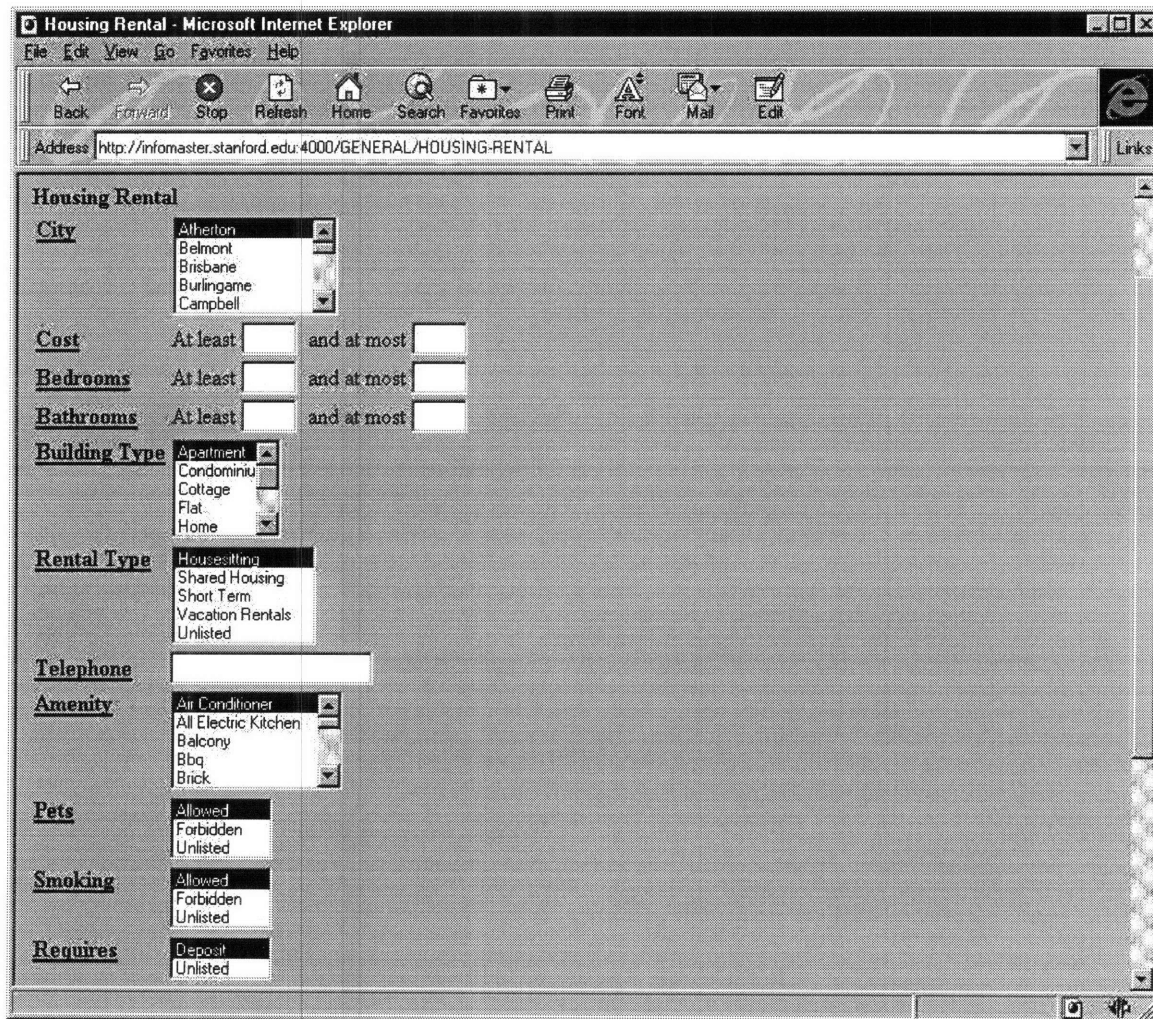 Housing Rental - Microsoft Internet Explorer
File Edit View Go Favorites Help
Back Forward Stop Refresh Home Search Favorites Print Font Mail Edit
Address http://infomaster.stanford.edu:4000/GENERAL/HOUSING-RENTAL Links
Housing Rental
City Atherton
Belmont
Brisbane
Burlingame
Campbell
Cost At least and at most
Bedrooms At least and at most
Bathrooms At least and at most
Building Type Apartment
Condominiu
Cottage
Flat
Home
Rental Type Housesitting
Shared Housing
Short Term
Vacation Rentals
Unlisted
Telephone
Amenity Air Conditioner
All Electric Kitchen
Balcony
Bbq
Brick
Pets Allowed
Forbidden
Unlisted
Smoking Allowed
Forbidden
Unlisted
Requires Deposit
Unlisted